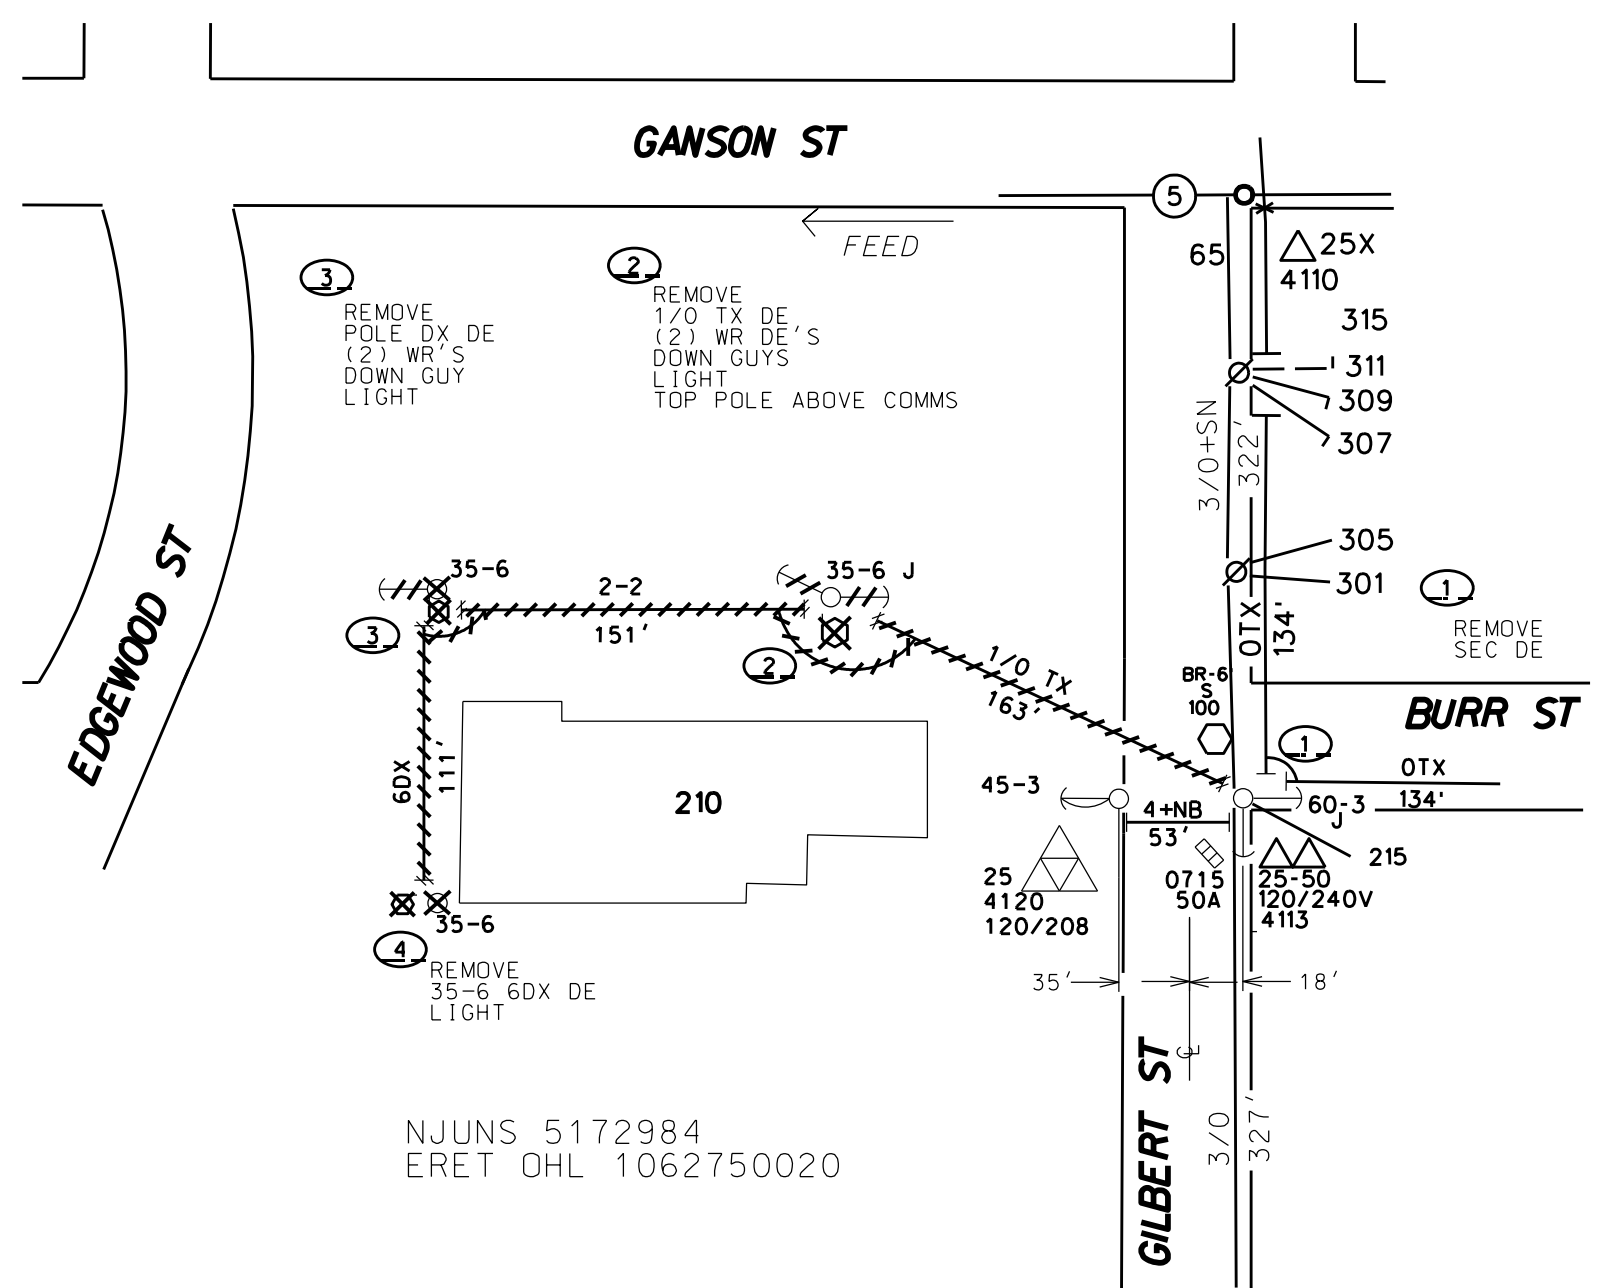 GANSON ST
5
FEED
65
25X
4110
3
REMOVE
POLE DX DE
(2) WR'S
DOWN GUY
LIGHT
2
REMOVE
1/0 TX DE
(2) WR DE'S
DOWN GUYS
LIGHT
TOP POLE ABOVE COMMS
315
311
309
307
3/0+SN
322'
305
301
1
REMOVE
SEC DE
0TX
134'
EDGEWOOD ST
35-6
2-2
151'
35-6 J
3
2
1/0 TX
163'
BR-6
S
100
BURR ST
1
0TX
134'
6DX
111'
210
45-3
4+NB
53'
60-3
J
215
25
4120
120/208
0715
50A
25-50
120/240V
4113
35-6
4
REMOVE
35-6 6DX DE
LIGHT
35'
18'
CL
GILBERT ST
3/0
327'
NJUNS 5172984
ERET OHL 1062750020